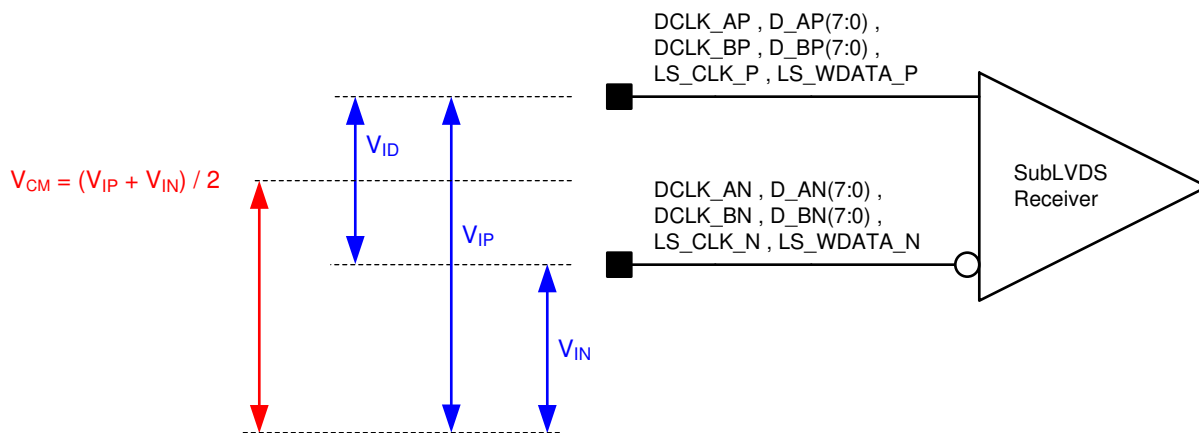 DCLK_AP , D_AP(7:0) ,
DCLK_BP , D_BP(7:0) ,
LS_CLK_P , LS_WDATA_P
VID
VCM = (VIP + VIN) / 2
SubLVDS
Receiver
DCLK_AN , D_AN(7:0) ,
DCLK_BN , D_BN(7:0) ,
LS_CLK_N , LS_WDATA_N
VIP
VIN